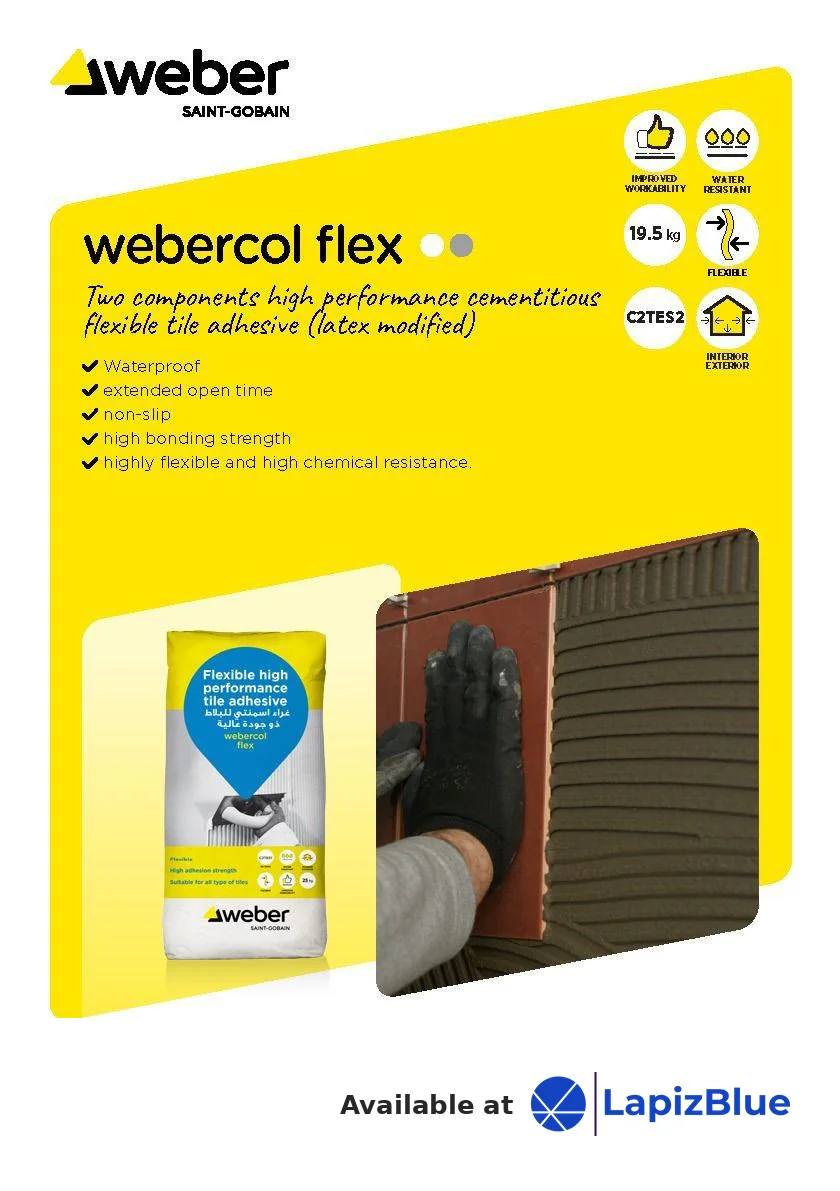 weber
SAINT-GOBAIN
IMPROVED
WORKABILITY
WATER
RESISTANT
19.5 kg
FLEXIBLE
C2TES2
INTERIOR
EXTERIOR
webercol flex
Two components high performance cementitious
flexible tile adhesive (latex modified)
Waterproof
extended open time
non-slip
high bonding strength
highly flexible and high chemical resistance.
Flexible high
performance
tile adhesive
غراء اسمنتي للبلاط
ذو جودة عالية
webercol
flex
Flexible
High adhesion strength
Suitable for all type of tiles
25 kg
weber
SAINT-GOBAIN
Available at
LapizBlue